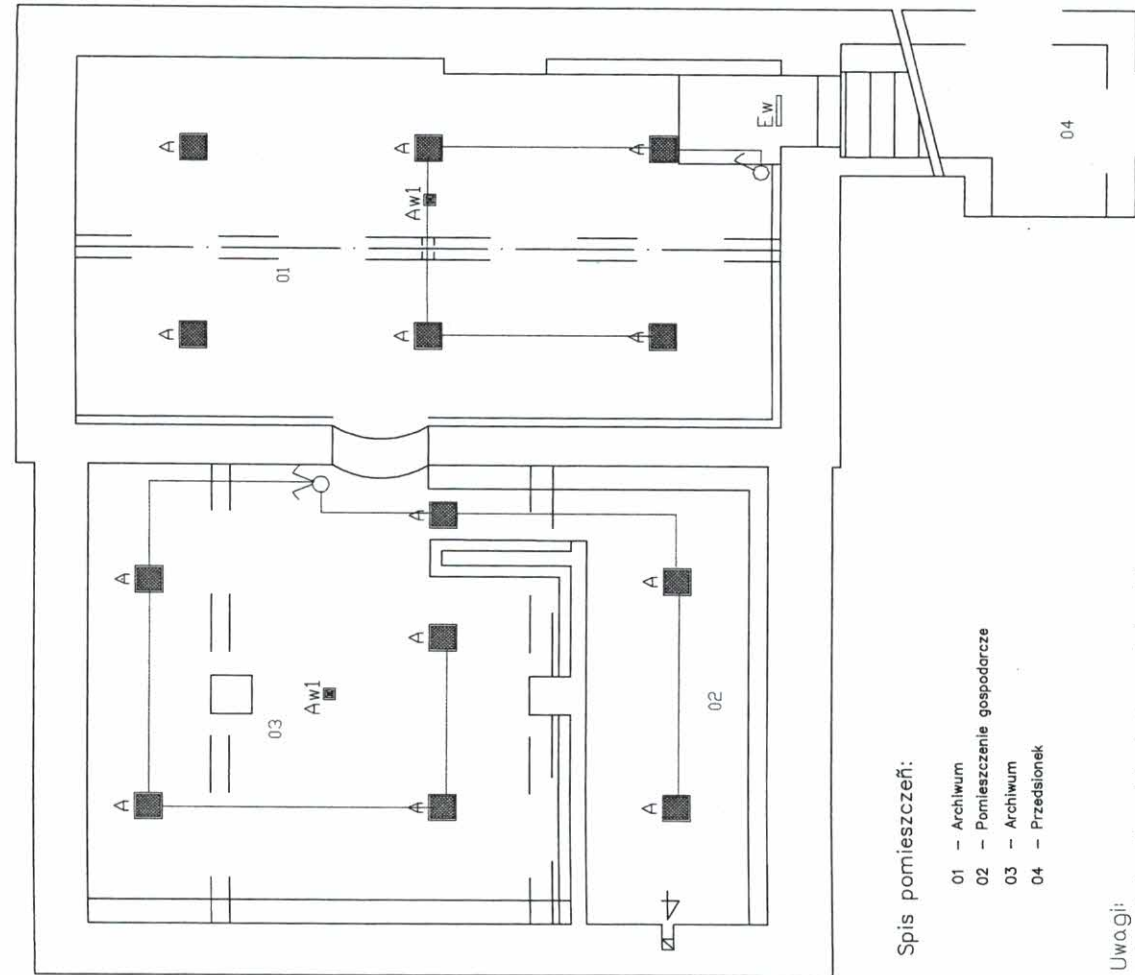 A
A
A
A
A
A
Aw1
Ew
01
04
A
A
A
A
A
A
A
Aw1
03
02
Spis pomieszczeń:
01 – Archiwum
02 – Pomieszczenie gospodarcze
03 – Archiwum
04 – Przedsionek
Uwagi: